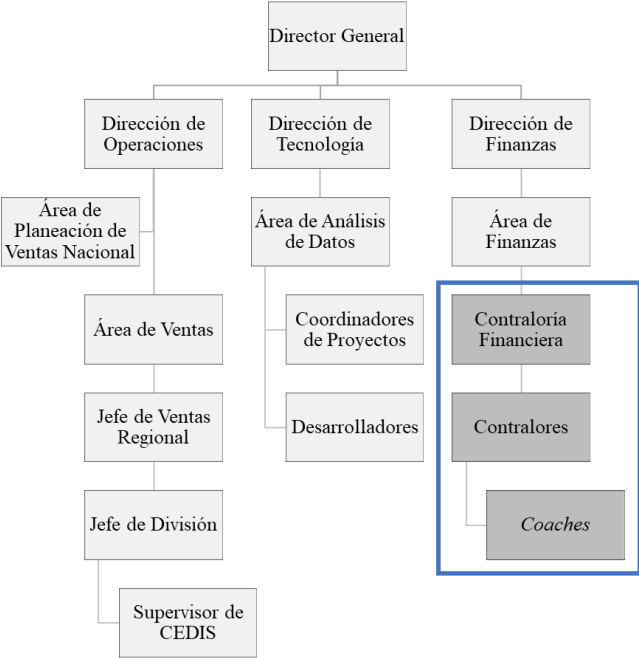 Director General
Dirección de
Operaciones
Dirección de
Tecnología
Dirección de
Finanzas
Área de
Planeación de
Ventas Nacional
Área de Análisis
de Datos
Área de
Finanzas
Área de Ventas
Coordinadores
de Proyectos
Contraloría
Financiera
Jefe de Ventas
Regional
Desarrolladores
Contralores
Jefe de División
Coaches
Supervisor de
CEDIS